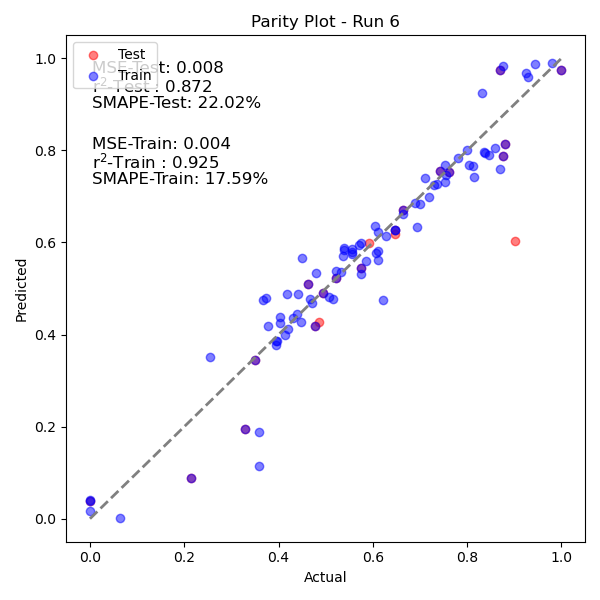 Parity Plot - Run 6
Test
Train
MSE-Test: 0.008
r²-Test : 0.872
SMAPE-Test: 22.02%
MSE-Train: 0.004
r²-Train : 0.925
SMAPE-Train: 17.59%
1.0
0.8
0.6
0.4
0.2
0.0
Predicted
0.0 0.2 0.4 0.6 0.8 1.0
Actual